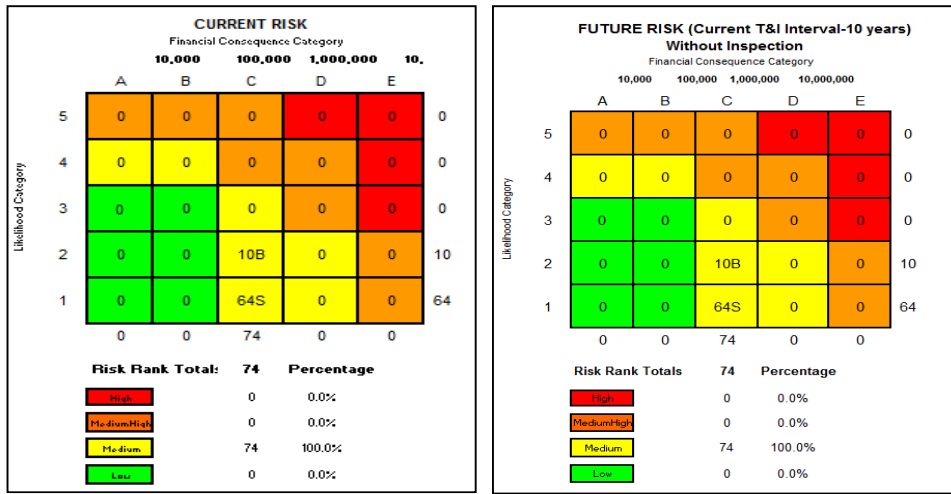 CURRENT RISK
Financial Consequence Category
10,000 100,000 1,000,000 10.
A B C D E
Likelihood Category
5 0 0 0 0 0 0
4 0 0 0 0 0 0
3 0 0 0 0 0 0
2 0 0 10B 0 0 10
1 0 0 64S 0 0 64
0 0 74 0 0
Risk Rank Total: 74 Percentage
High 0 0.0%
MediumHigh 0 0.0%
Medium 74 100.0%
Low 0 0.0%
FUTURE RISK (Current T&I Interval-10 years)
Without Inspection
Financial Consequence Category
10,000 100,000 1,000,000 10,000,000
A B C D E
Likelihood Category
5 0 0 0 0 0 0
4 0 0 0 0 0 0
3 0 0 0 0 0 0
2 0 0 10B 0 0 10
1 0 0 64S 0 0 64
0 0 74 0 0
Risk Rank Totals 74 Percentage
High 0 0.0%
MediumHigh 0 0.0%
Medium 74 100.0%
Low 0 0.0%